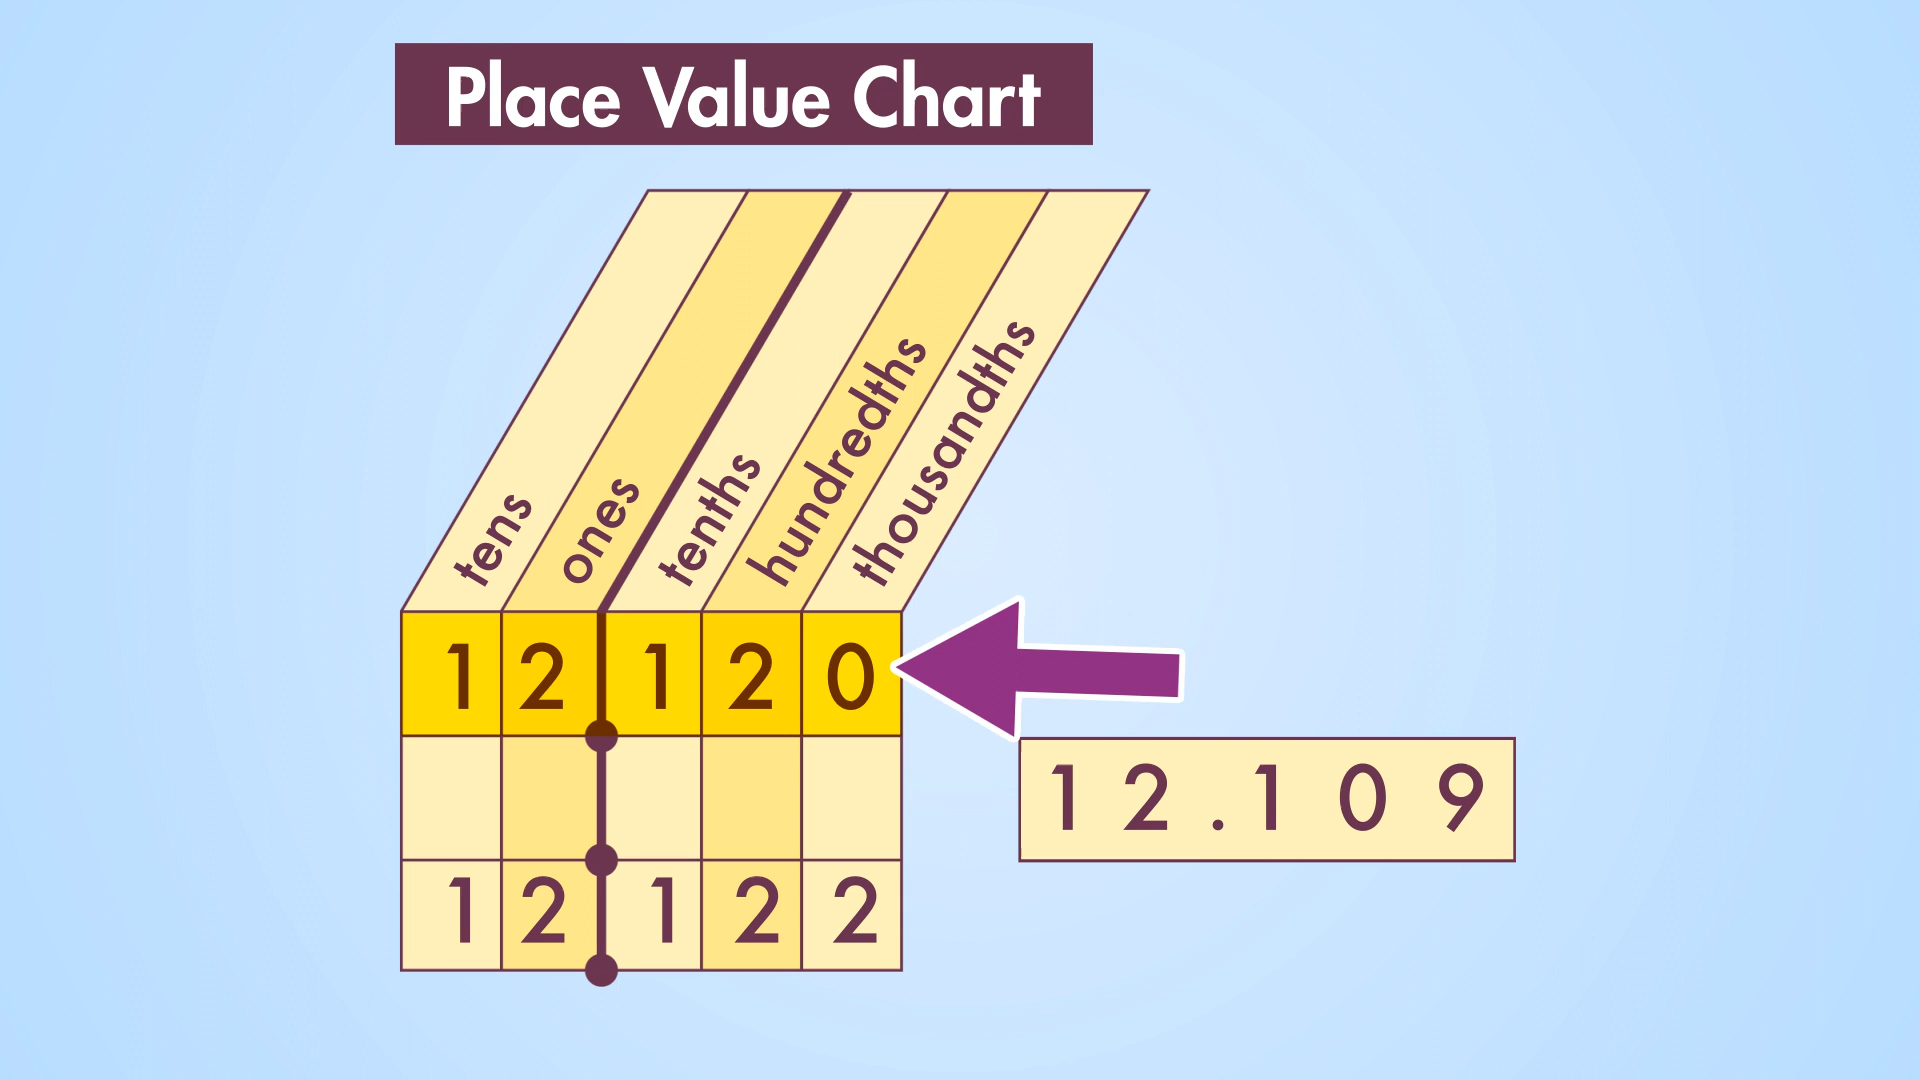 Place Value Chart
tens ones tenths hundredths thousandths
1 2 1 2 0
1 2 . 1 0 9
1 2 1 2 2